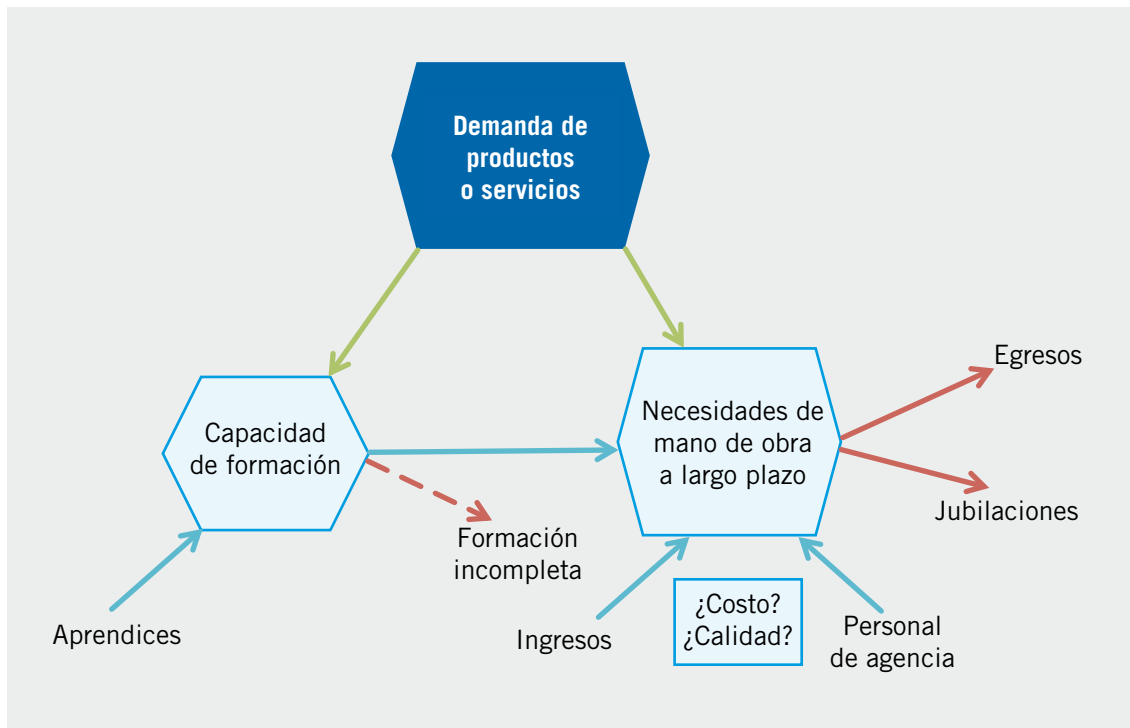 Demanda de
productos
o servicios
Egresos
Necesidades de
mano de obra
a largo plazo
Capacidad
de formación
Jubilaciones
Formación
incompleta
¿Costo?
¿Calidad?
Aprendices
Ingresos
Personal
de agencia